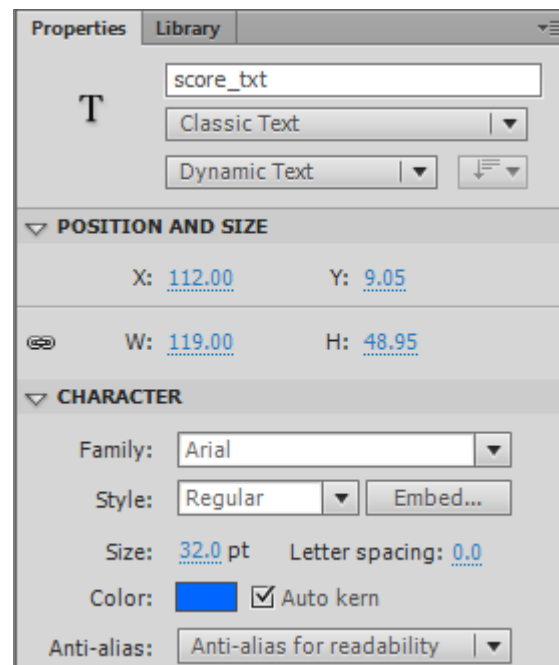 Properties Library
score_txt
T
Classic Text
Dynamic Text
POSITION AND SIZE
X: 112.00 Y: 9.05
W: 119.00 H: 48.95
CHARACTER
Family: Arial
Style: Regular Embed...
Size: 32.0 pt Letter spacing: 0.0
Color: Auto kern
Anti-alias: Anti-alias for readability